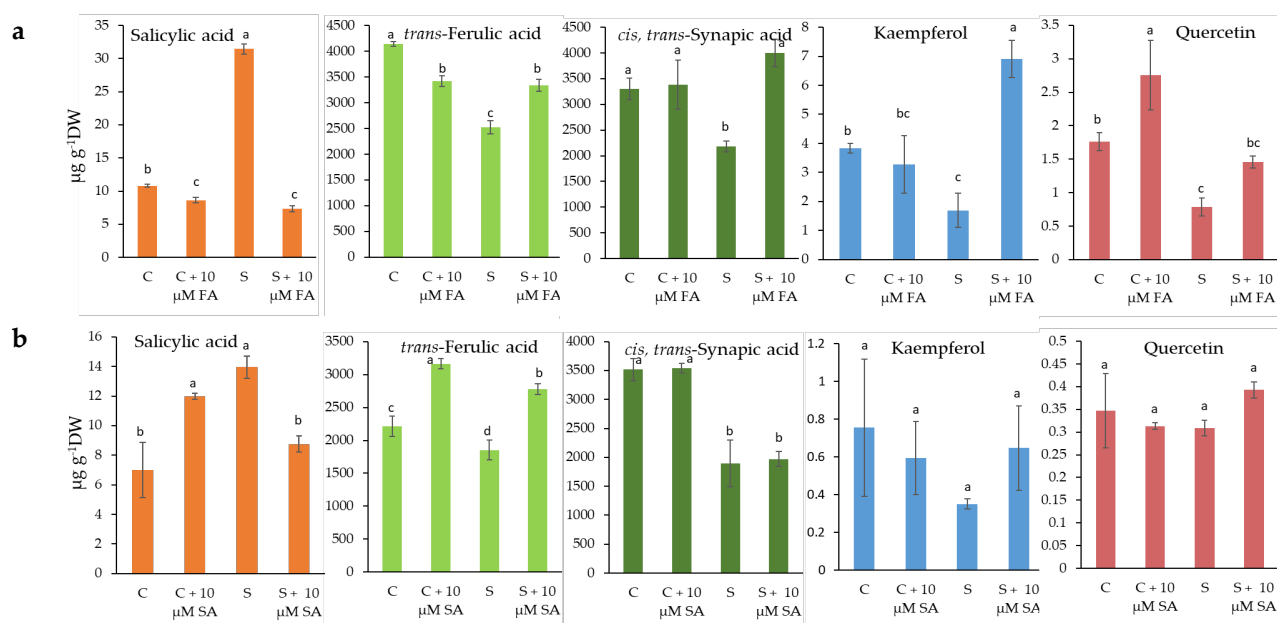 a
Salicylic acid
µg g⁻¹DW
35
30
25
20
15
10
5
0
b
c
a
c
C
C + 10
µM FA
S
S + 10
µM FA
trans-Ferulic acid
4500
4000
3500
3000
2500
2000
1500
1000
500
0
a
b
c
b
C
C + 10
µM FA
S
S + 10
µM FA
cis, trans-Synapic acid
4500
4000
3500
3000
2500
2000
1500
1000
500
0
a
a
b
a
C
C + 10
µM FA
S
S + 10
µM FA
Kaempferol
8
7
6
5
4
3
2
1
0
b
bc
c
a
C
C + 10
µM FA
S
S + 10
µM FA
Quercetin
3.5
3
2.5
2
1.5
1
0.5
0
b
a
c
bc
C
C + 10
µM FA
S
S + 10
µM FA
b
Salicylic acid
µg g⁻¹DW
16
14
12
10
8
6
4
2
0
b
a
a
b
C
C + 10
µM SA
S
S + 10
µM SA
trans-Ferulic acid
3500
3000
2500
2000
1500
1000
500
0
c
a
d
b
C
C + 10
µM SA
S
S + 10
µM SA
cis, trans-Synapic acid
4000
3500
3000
2500
2000
1500
1000
500
0
a
a
b
b
C
C + 10
µM SA
S
S + 10
µM SA
Kaempferol
1.2
1
0.8
0.6
0.4
0.2
0
a
a
a
a
C
C + 10
µM SA
S
S + 10
µM SA
Quercetin
0.5
0.45
0.4
0.35
0.3
0.25
0.2
0.15
0.1
0.05
0
a
a
a
a
C
C + 10
µM SA
S
S + 10
µM SA